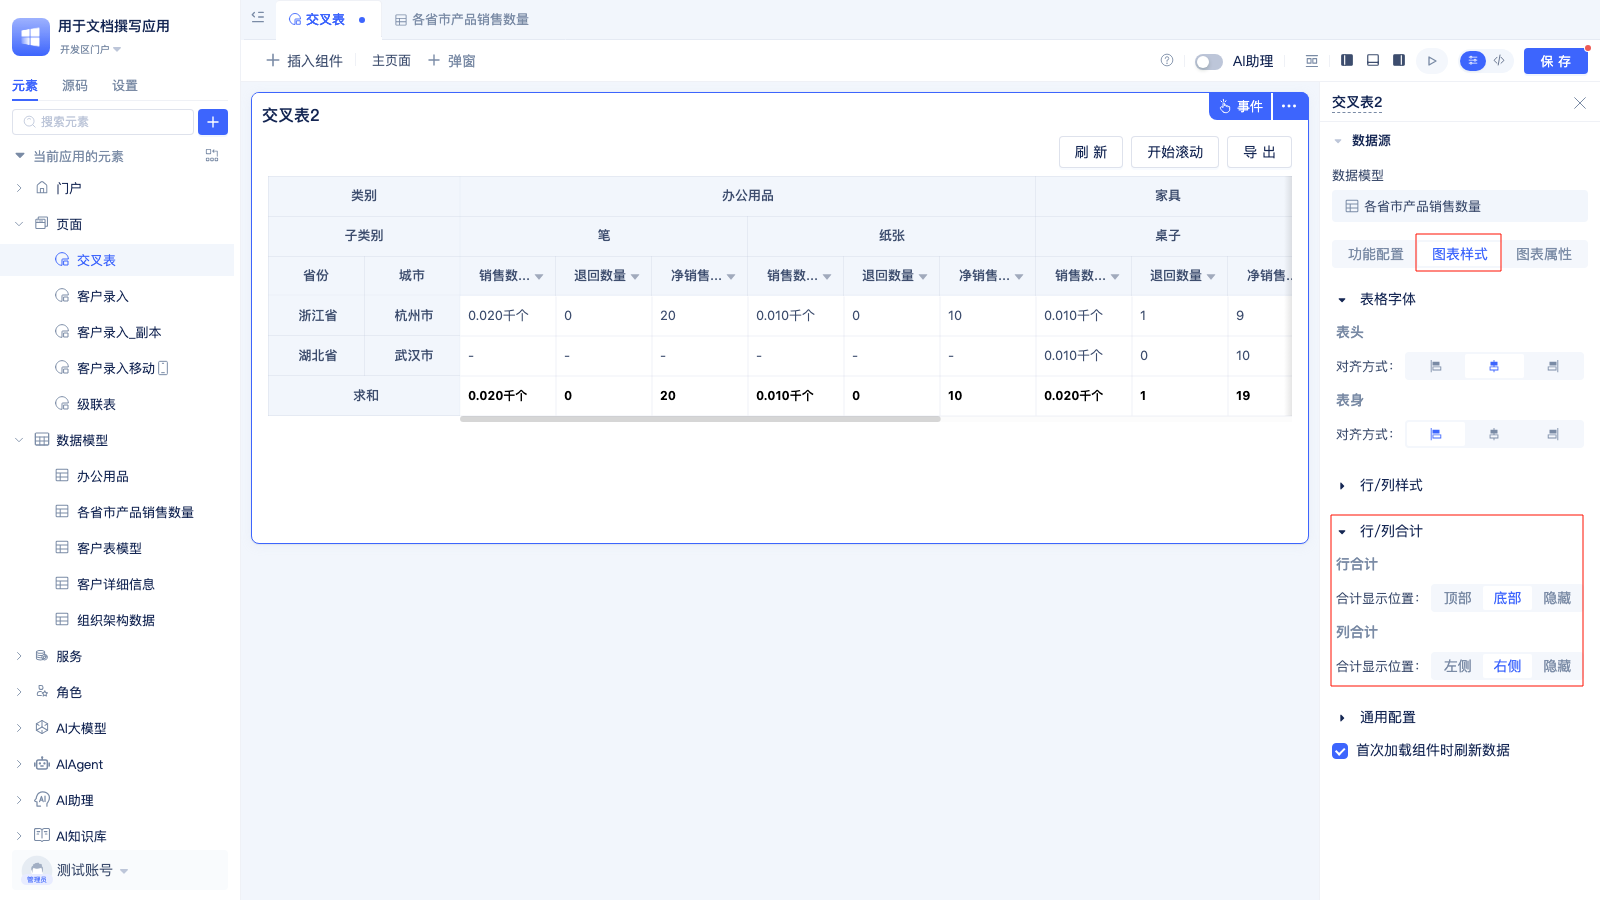 用于文档撰写应用
开发区门户
元素 源码 设置
搜索元素
当前应用的元素
门户
页面
交叉表
客户录入
客户录入_副本
客户录入移动
级联表
数据模型
办公用品
各省市产品销售数量
客户表模型
客户详细信息
组织架构数据
服务
角色
AI大模型
AIAgent
AI助理
AI知识库
测试账号
管理员
交叉表 各省市产品销售数量
插入组件 主页面 弹窗
AI助理
保 存
交叉表2
事件
刷 新 开始滚动 导 出
类别 办公用品 家具
子类别 笔 纸张 桌子
省份 城市 销售数... 退回数量 净销售... 销售数... 退回数量 净销售... 销售数... 退回数量 净销售..
浙江省 杭州市 0.020千个 0 20 0.010千个 0 10 0.010千个 1 9
湖北省 武汉市 - - - - - - 0.010千个 0 10
求和 0.020千个 0 20 0.010千个 0 10 0.020千个 1 19
交叉表2
数据源
数据模型
各省市产品销售数量
功能配置 图表样式 图表属性
表格字体
表头
对齐方式：
表身
对齐方式：
行/列样式
行/列合计
行合计
合计显示位置： 顶部 底部 隐藏
列合计
合计显示位置： 左侧 右侧 隐藏
通用配置
首次加载组件时刷新数据